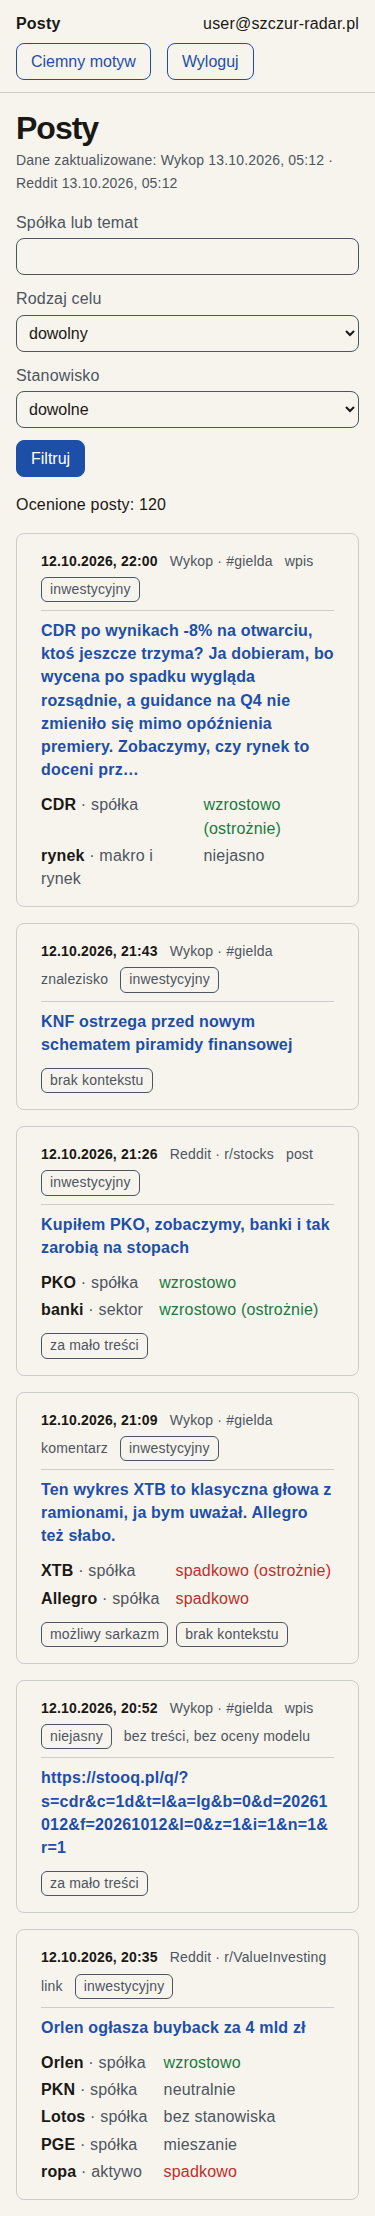 Posty user@szczur-radar.pl
Ciemny motyw Wyloguj
Posty
Dane zaktualizowane: Wykop 13.10.2026, 05:12 ·
Reddit 13.10.2026, 05:12
Spółka lub temat
Rodzaj celu
dowolny
Stanowisko
dowolne
Filtruj
Ocenione posty: 120
12.10.2026, 22:00 Wykop · #gielda wpis
inwestycyjny
CDR po wynikach -8% na otwarciu,
ktoś jeszcze trzyma? Ja dobieram, bo
wycena po spadku wygląda
rozsądnie, a guidance na Q4 nie
zmieniło się mimo opóźnienia
premiery. Zobaczymy, czy rynek to
doceni prz…
CDR · spółka wzrostowo
(ostrożnie)
rynek · makro i niejasno
rynek
12.10.2026, 21:43 Wykop · #gielda
znalezisko inwestycyjny
KNF ostrzega przed nowym
schematem piramidy finansowej
brak kontekstu
12.10.2026, 21:26 Reddit · r/stocks post
inwestycyjny
Kupiłem PKO, zobaczymy, banki i tak
zarobią na stopach
PKO · spółka wzrostowo
banki · sektor wzrostowo (ostrożnie)
za mało treści
12.10.2026, 21:09 Wykop · #gielda
komentarz inwestycyjny
Ten wykres XTB to klasyczna głowa z
ramionami, ja bym uważał. Allegro
też słabo.
XTB · spółka spadkowo (ostrożnie)
Allegro · spółka spadkowo
możliwy sarkazm brak kontekstu
12.10.2026, 20:52 Wykop · #gielda wpis
niejasny bez treści, bez oceny modelu
https://stooq.pl/q/?
s=cdr&c=1d&t=l&a=lg&b=0&d=20261
012&f=20261012&l=0&z=1&i=1&n=1&
r=1
za mało treści
12.10.2026, 20:35 Reddit · r/ValueInvesting
link inwestycyjny
Orlen ogłasza buyback za 4 mld zł
Orlen · spółka wzrostowo
PKN · spółka neutralnie
Lotos · spółka bez stanowiska
PGE · spółka mieszanie
ropa · aktywo spadkowo